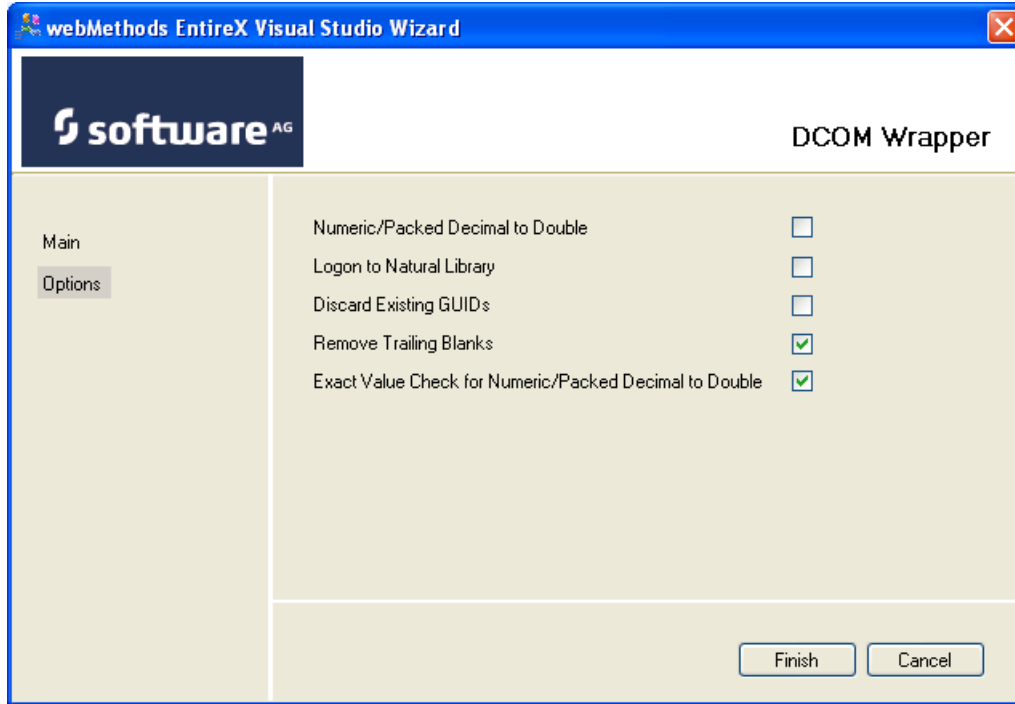 webMethods EntireX Visual Studio Wizard
software AG
DCOM Wrapper
Main
Options
Numeric/Packed Decimal to Double
Logon to Natural Library
Discard Existing GUIDs
Remove Trailing Blanks
Exact Value Check for Numeric/Packed Decimal to Double
Finish
Cancel